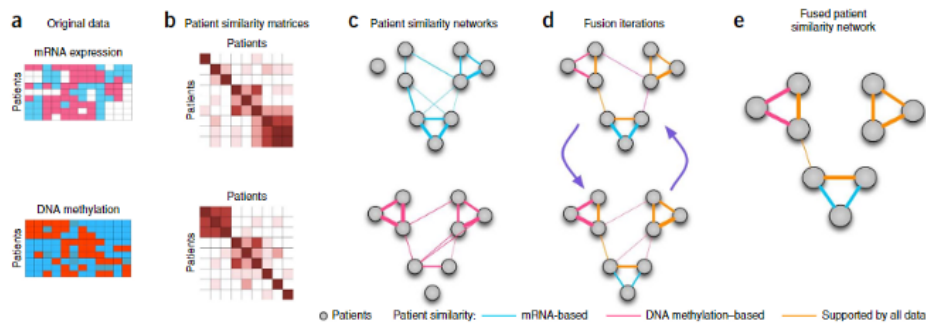 a Original data
mRNA expression
Patients
DNA methylation
Patients
b Patient similarity matrices
Patients
Patients
Patients
Patients
c Patient similarity networks
d Fusion iterations
e Fused patient
similarity network
Patients Patient similarity: mRNA-based DNA methylation–based Supported by all data